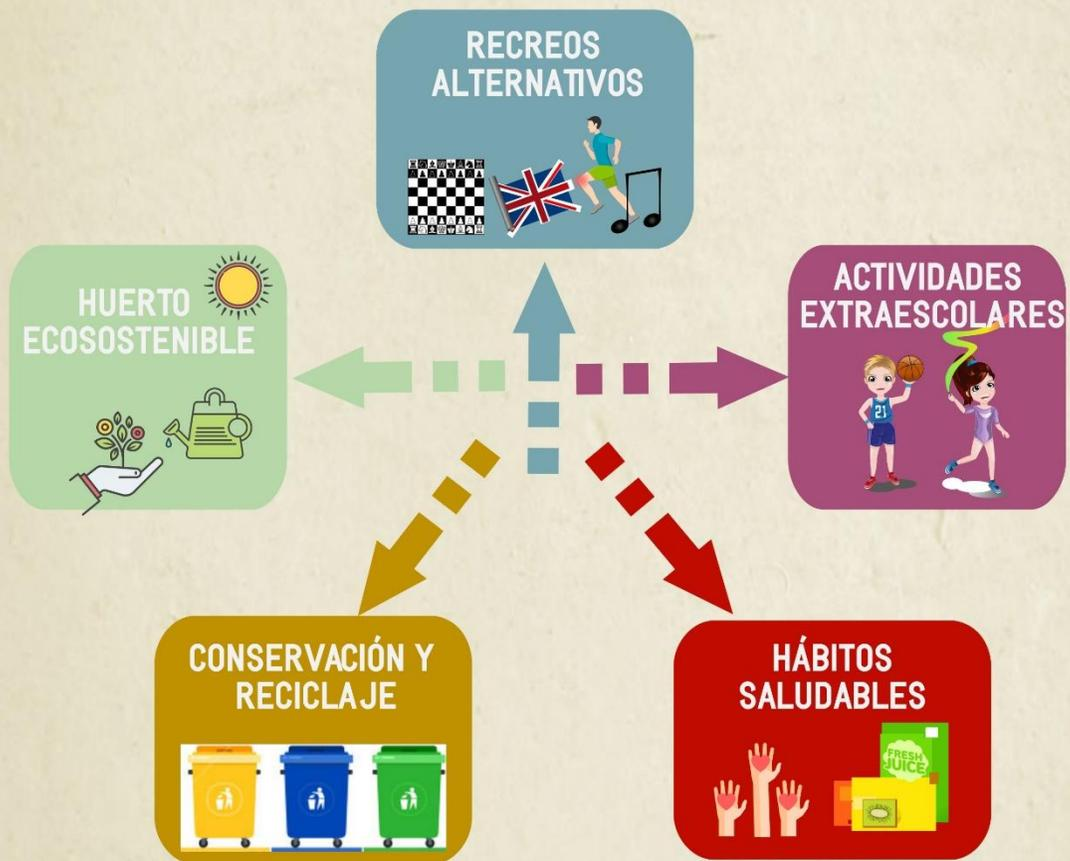 RECREOS
ALTERNATIVOS
HUERTO
ECOSOSTENIBLE
ACTIVIDADES
EXTRAESCOLARES
21
CONSERVACIÓN Y
RECICLAJE
HÁBITOS
SALUDABLES
FRESH
JUICE